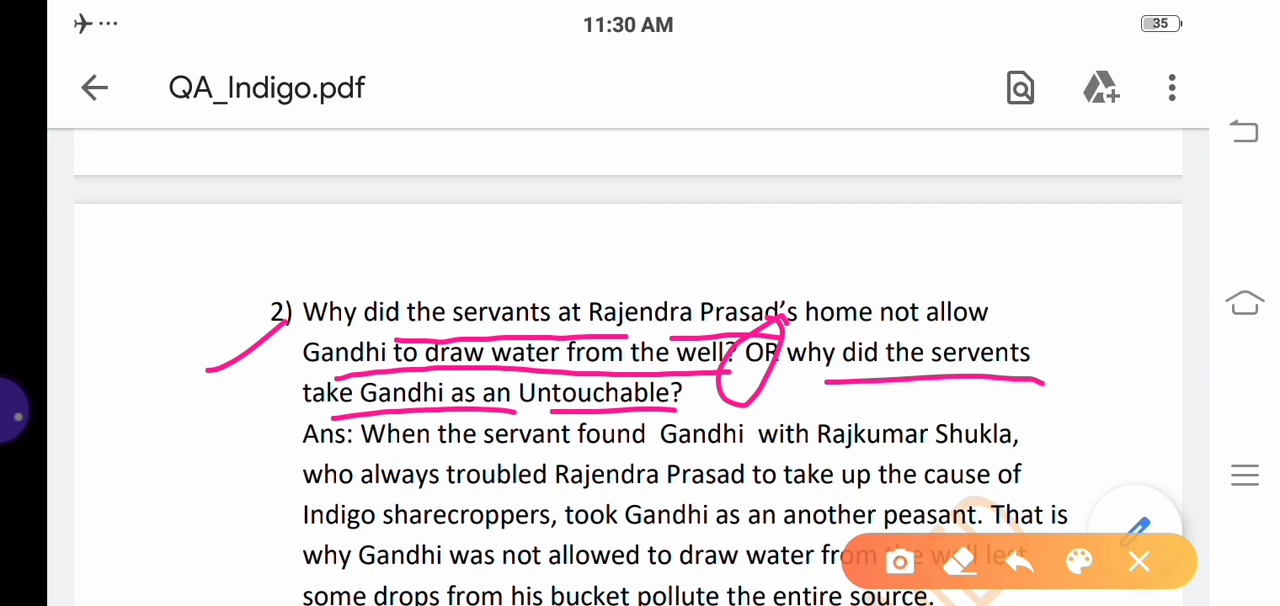 11:30 AM
35
QA_Indigo.pdf
2) Why did the servants at Rajendra Prasad's home not allow
Gandhi to draw water from the well? OR why did the servents
take Gandhi as an Untouchable?
Ans: When the servant found Gandhi with Rajkumar Shukla,
who always troubled Rajendra Prasad to take up the cause of
Indigo sharecroppers, took Gandhi as an another peasant. That is
why Gandhi was not allowed to draw water from the well lest
some drops from his bucket pollute the entire source.